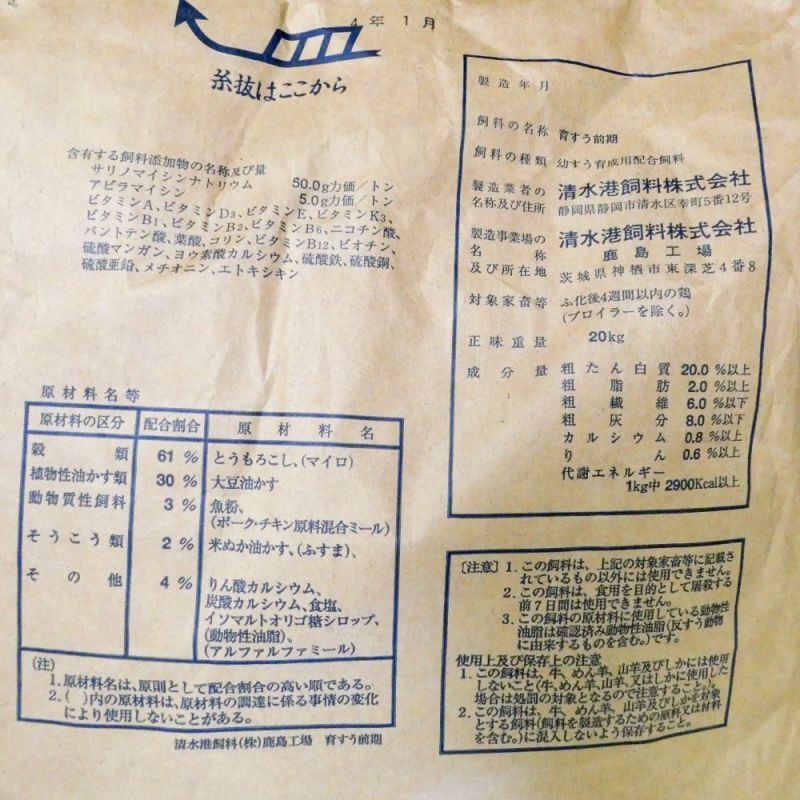 4年1月
糸抜はここから
含有する飼料添加物の名称及び量
サリノマイシンナトリウム 50.0g力価/トン
アビラマイシン 5.0g力価/トン
ビタミンA、ビタミンD3、ビタミンE、ビタミンK3、
ビタミンB1、ビタミンB2、ビタミンB6、ニコチン酸、
パントテン酸、葉酸、コリン、ビタミンB12、ビオチン、
硫酸マンガン、ヨウ素酸カルシウム、硫酸鉄、硫酸銅、
硫酸亜鉛、メチオニン、エトキシキン
原材料名等
原材料の区分 配合割合 原材料名
穀類 61% とうもろこし、(マイロ)
植物性油かす類 30% 大豆油かす
動物質性飼料 3% 魚粉、
(ポーク・チキン原料混合ミール)
そうこう類 2% 米ぬか油かす、(ふすま)、
その他 4% りん酸カルシウム、
炭酸カルシウム、食塩、
イソマルトオリゴ糖シロップ、
(動物性油脂)、
(アルファルファミール)
(注)
1.原材料名は、原則として配合割合の高い順である。
2.( )内の原材料は、原材料の調達に係る事情の変化
により使用しないことがある。
清水港飼料(株)鹿島工場 育すう前期
製造年月
飼料の名称 育すう前期
飼料の種類 幼すう育成用配合飼料
製造業者の 清水港飼料株式会社
名称及び住所 静岡県静岡市清水区幸町5番12号
製造事業場の 清水港飼料株式会社
名称 鹿島工場
及び所在地 茨城県神栖市東深芝4番8
対象家畜等 ふ化後4週間以内の鶏
(ブロイラーを除く。)
正味重量 20kg
成分量 粗たん白質 20.0%以上
粗脂肪 2.0%以上
粗繊維 6.0%以下
粗灰分 8.0%以下
カルシウム 0.8%以上
りん 0.6%以上
代謝エネルギー
1kg中2900Kcal以上
〔注意〕1.この飼料は、上記の対象家畜等に記載さ
れているもの以外には使用できません。
2.この飼料は、食用を目的として屠殺する
前7日間は使用できません。
3.この飼料の原材料に使用している動物性
油脂は確認済み動物性油脂(反すう動物
に由来するものを含む。)です。
使用上及び保存上の注意
1.この飼料は、牛、めん羊、山羊及びしかには使用
しないこと(牛、めん羊、山羊、又はしかに使用した
場合は処罰の対象となるので注意すること)。
2.この飼料は、牛、めん羊、山羊及びしかを対象
とする飼料(飼料を製造するための原料又は材料
を含む。)に混入しないよう保存すること。